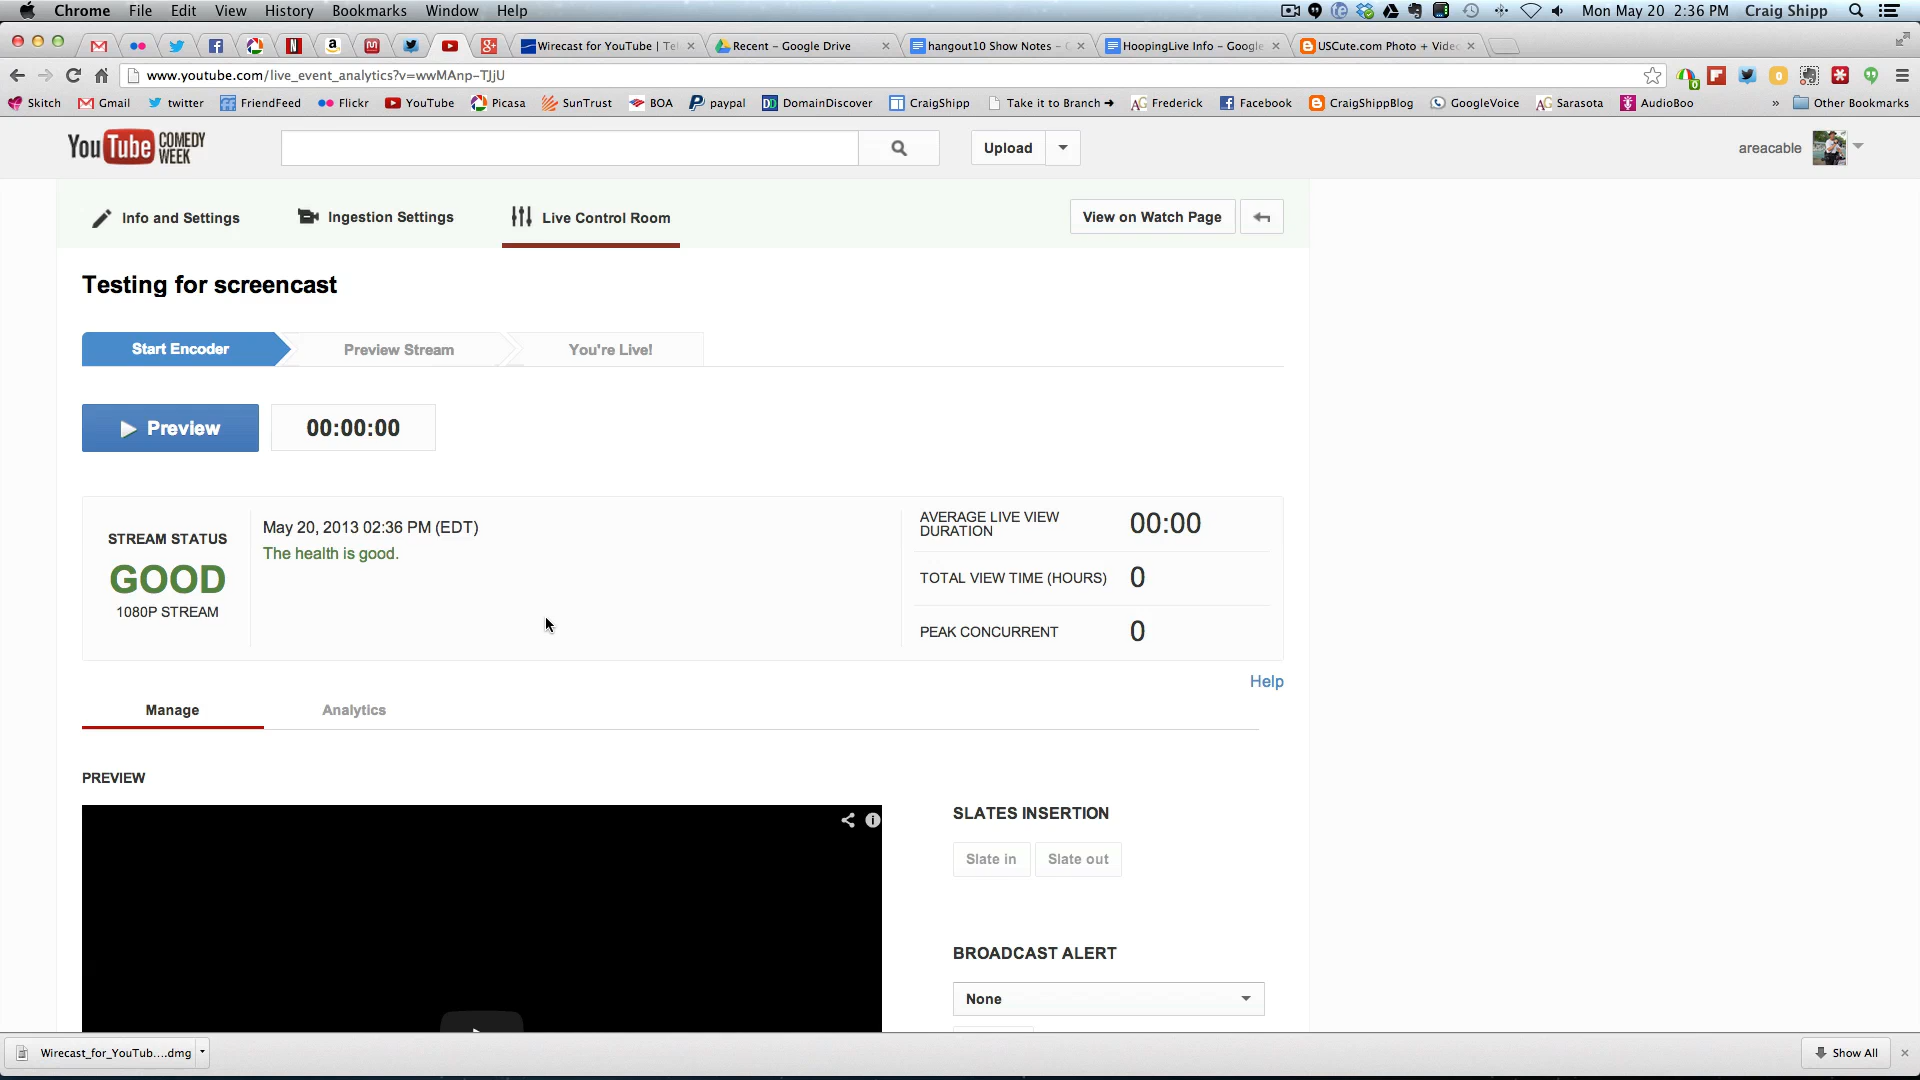 Chrome File Edit View History Bookmarks Window Help Mon May 20 2:36 PM Craig Shipp
Wirecast for YouTube | Te Recent – Google Drive hangout10 Show Notes – HoopingLive Info – Google USCute.com Photo + Video
www.youtube.com/live_event_analytics?v=wwMAnp-TJjU
Skitch Gmail twitter FriendFeed Flickr YouTube Picasa SunTrust BOA paypal DomainDiscover CraigShipp Take it to Branch → Frederick Facebook CraigShippBlog GoogleVoice Sarasota AudioBoo » Other Bookmarks
YouTube COMEDY WEEK Upload areacable
Info and Settings Ingestion Settings Live Control Room View on Watch Page
Testing for screencast
Start Encoder Preview Stream You're Live!
Preview 00:00:00
STREAM STATUS
GOOD
1080P STREAM
May 20, 2013 02:36 PM (EDT)
The health is good.
AVERAGE LIVE VIEW DURATION 00:00
TOTAL VIEW TIME (HOURS) 0
PEAK CONCURRENT 0
Help
Manage Analytics
PREVIEW
SLATES INSERTION
Slate in Slate out
BROADCAST ALERT
None
Wirecast_for_YouTub....dmg Show All